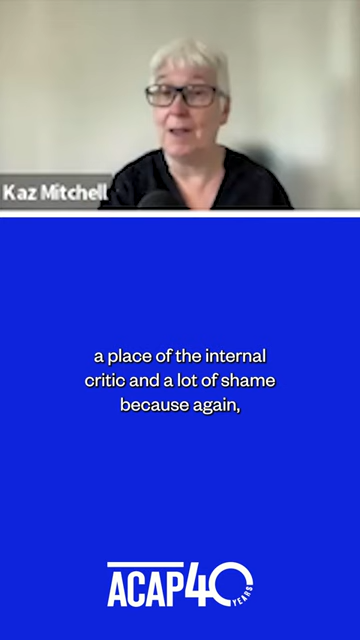 Kaz Mitchell
a place of the internal
critic and a lot of shame
because again,
ACAP40
YEARS